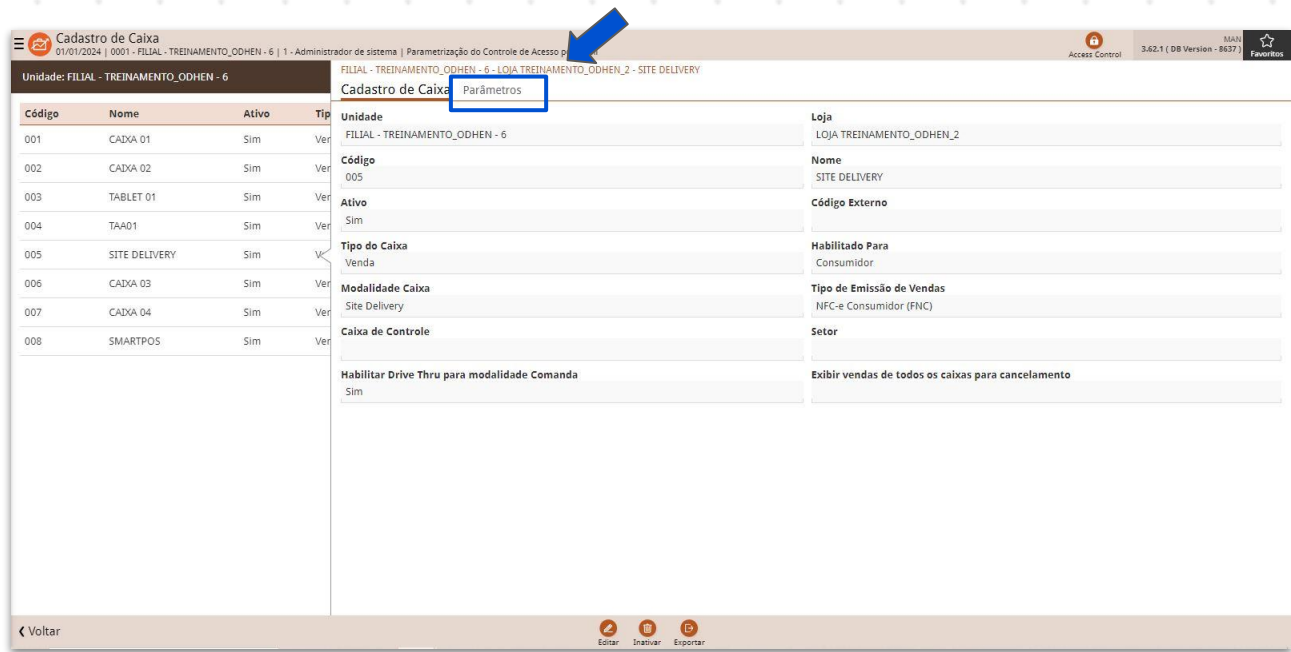 Cadastro de Caixa
01/01/2024 | 0001 - FILIAL - TREINAMENTO_ODHEN - 6 | 1 - Administrador de sistema | Parametrização do Controle de Acesso
Access Control
MAN
3.62.1 ( DB Version - 8637 )
Favoritos
Unidade: FILIAL - TREINAMENTO_ODHEN - 6
Código Nome Ativo Tip
001 CAIXA 01 Sim Ver
002 CAIXA 02 Sim Ver
003 TABLET 01 Sim Ver
004 TAA01 Sim Ver
005 SITE DELIVERY Sim
006 CAIXA 03 Sim Ver
007 CAIXA 04 Sim Ver
008 SMARTPOS Sim Ver
FILIAL - TREINAMENTO_ODHEN - 6 - LOJA TREINAMENTO_ODHEN_2 - SITE DELIVERY
Cadastro de Caixa Parâmetros
Unidade Loja
FILIAL - TREINAMENTO_ODHEN - 6 LOJA TREINAMENTO_ODHEN_2
Código Nome
005 SITE DELIVERY
Ativo Código Externo
Sim
Tipo do Caixa Habilitado Para
Venda Consumidor
Modalidade Caixa Tipo de Emissão de Vendas
Site Delivery NFC-e Consumidor (FNC)
Caixa de Controle Setor
Habilitar Drive Thru para modalidade Comanda Exibir vendas de todos os caixas para cancelamento
Sim
Voltar
Editar Inativar Exportar